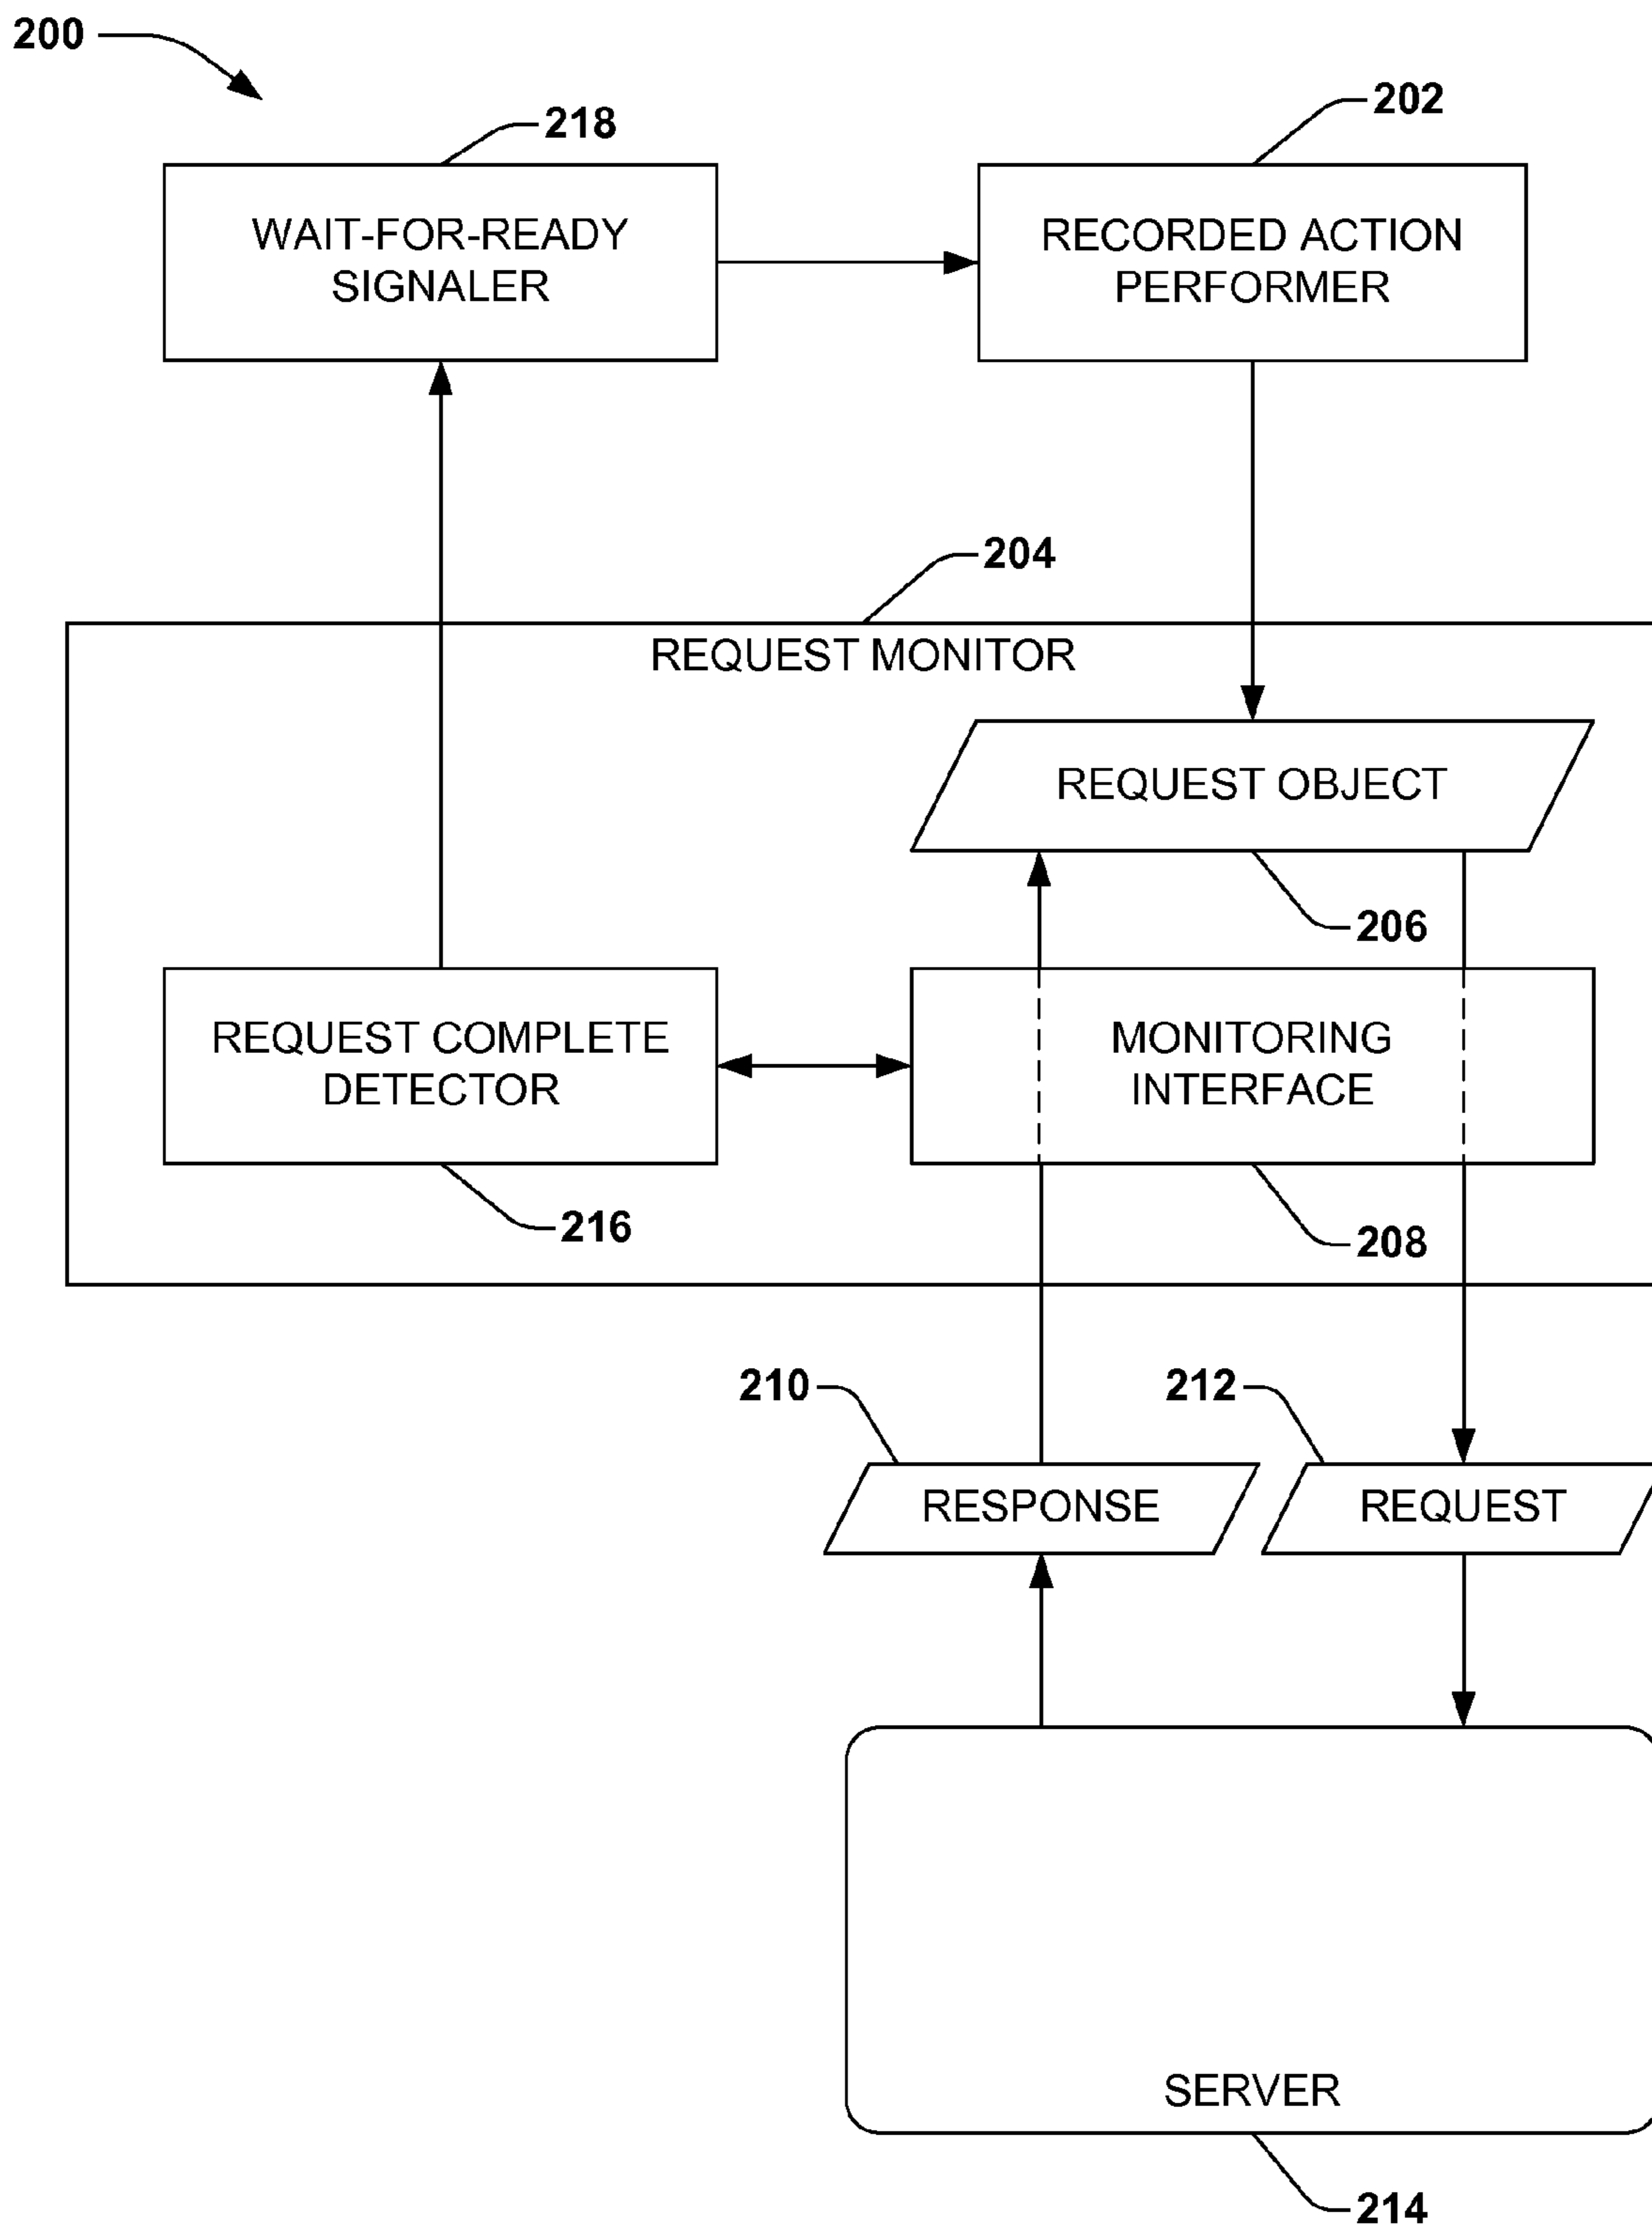 200
218
202
WAIT-FOR-READY
SIGNALER
RECORDED ACTION
PERFORMER
204
REQUEST MONITOR
REQUEST OBJECT
206
REQUEST COMPLETE
DETECTOR
MONITORING
INTERFACE
216
208
210
212
RESPONSE
REQUEST
SERVER
214